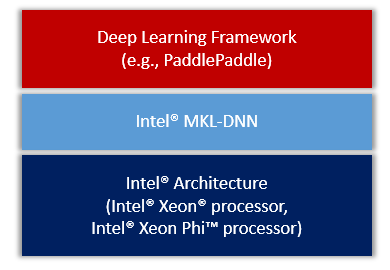 Deep Learning Framework
(e.g., PaddlePaddle)
Intel® MKL-DNN
Intel® Architecture
(Intel® Xeon® processor,
Intel® Xeon Phi™ processor)